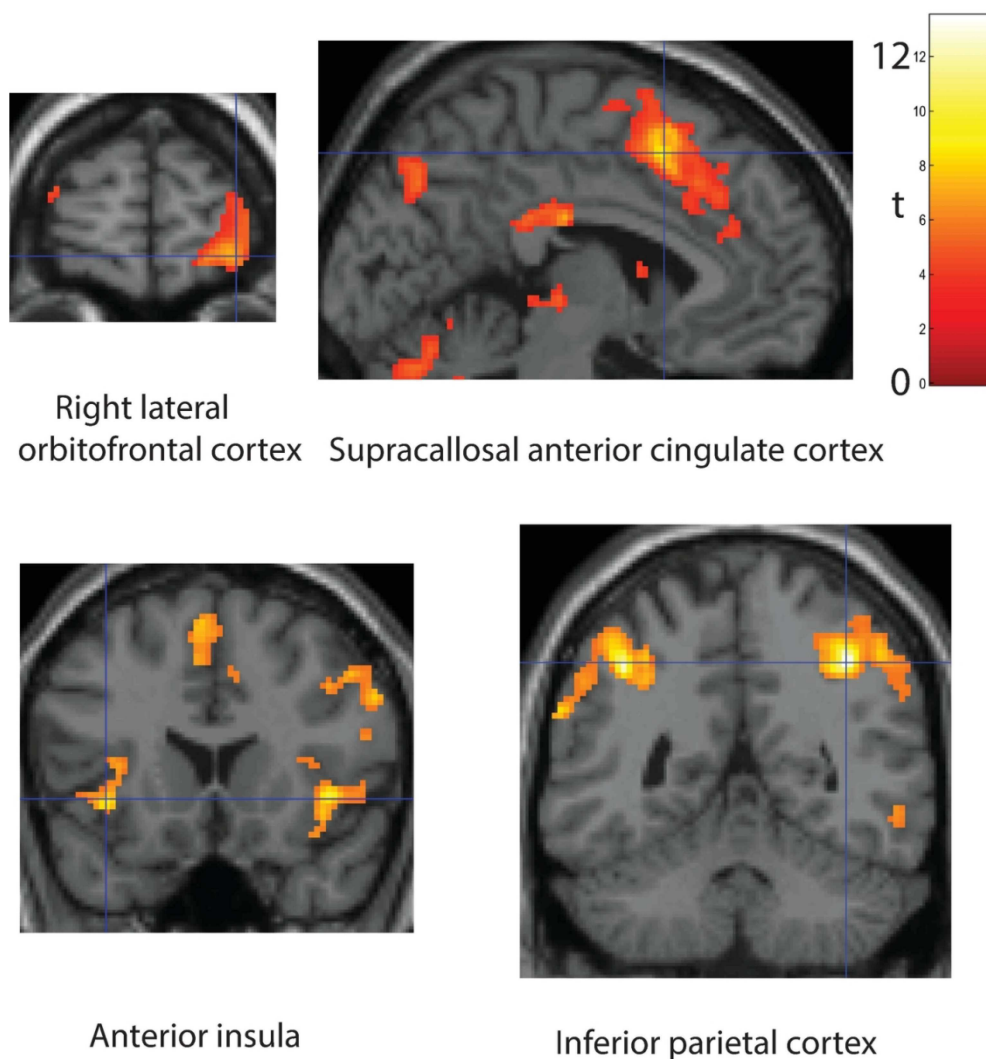 12
12
10
8
t
6
4
2
0
0
Right lateral
orbitofrontal cortex
Supracallosal anterior cingulate cortex
Anterior insula
Inferior parietal cortex